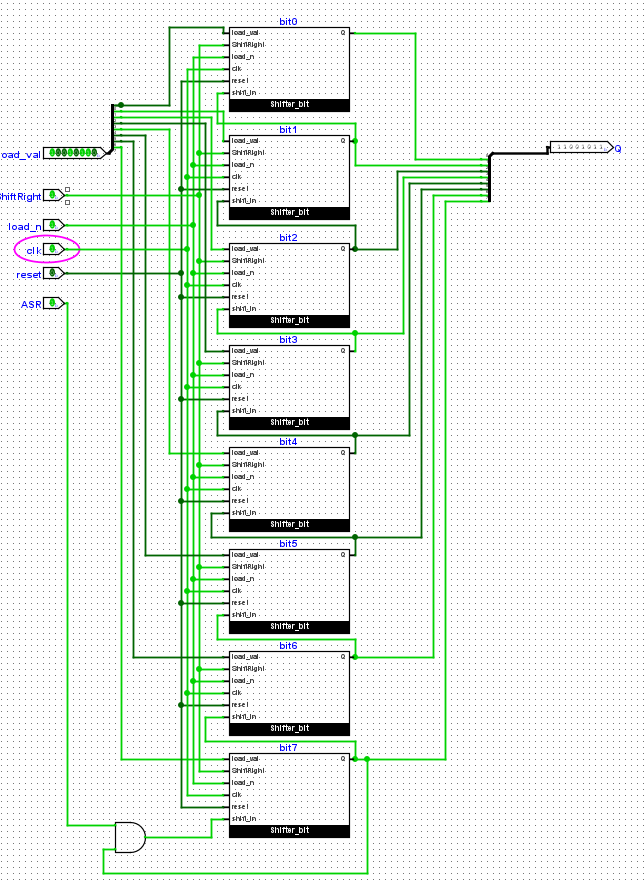 bit0
load_val Q
ShiftRight
load_n
clk
reset
shift_in
Shifter_bit
bit1
load_val Q
ShiftRight
load_n
clk
reset
shift_in
Shifter_bit
bit2
load_val Q
ShiftRight
load_n
clk
reset
shift_in
Shifter_bit
bit3
load_val Q
ShiftRight
load_n
clk
reset
shift_in
Shifter_bit
bit4
load_val Q
ShiftRight
load_n
clk
reset
shift_in
Shifter_bit
bit5
load_val Q
ShiftRight
load_n
clk
reset
shift_in
Shifter_bit
bit6
load_val Q
ShiftRight
load_n
clk
reset
shift_in
Shifter_bit
bit7
load_val Q
ShiftRight
load_n
clk
reset
shift_in
Shifter_bit
oad_val
ShiftRight
load_n
clk
reset
ASR
Q